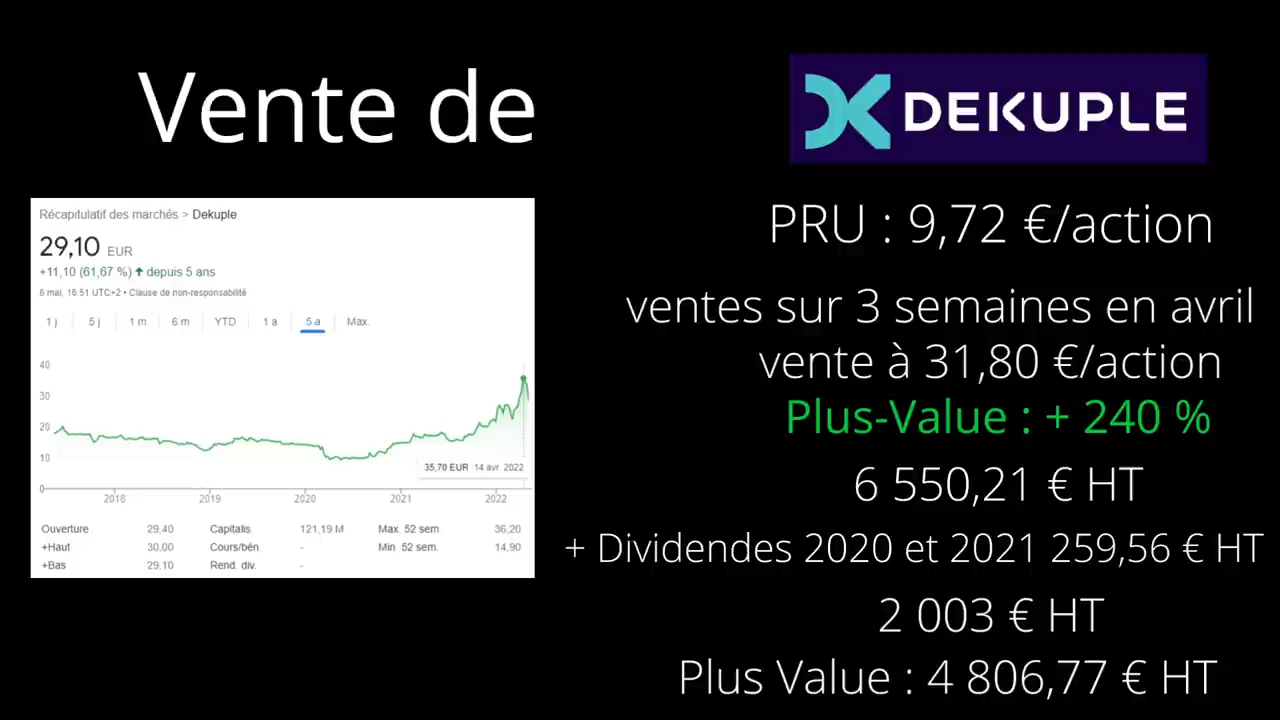 Vente de
DEKUPLE
Récapitulatif des marchés > Dekuple
29,10 EUR
+11,10 (61,67 %) ↑ depuis 5 ans
6 mai, 16:51 UTC+2 • Clause de non-responsabilité
1 j 5 j 1 m 6 m YTD 1 a 5 a Max.
40
30
20
10
0
35,70 EUR 14 avr. 2022
2018 2019 2020 2021 2022
Ouverture 29,40 Capitalis. 121,19 M Max. 52 sem 36,20
+Haut 30,00 Cours/bén. - Min. 52 sem. 14,90
+Bas 29,10 Rend. div. -
PRU : 9,72 €/action
ventes sur 3 semaines en avril
vente à 31,80 €/action
Plus-Value : + 240 %
6 550,21 € HT
+ Dividendes 2020 et 2021 259,56 € HT
2 003 € HT
Plus Value : 4 806,77 € HT